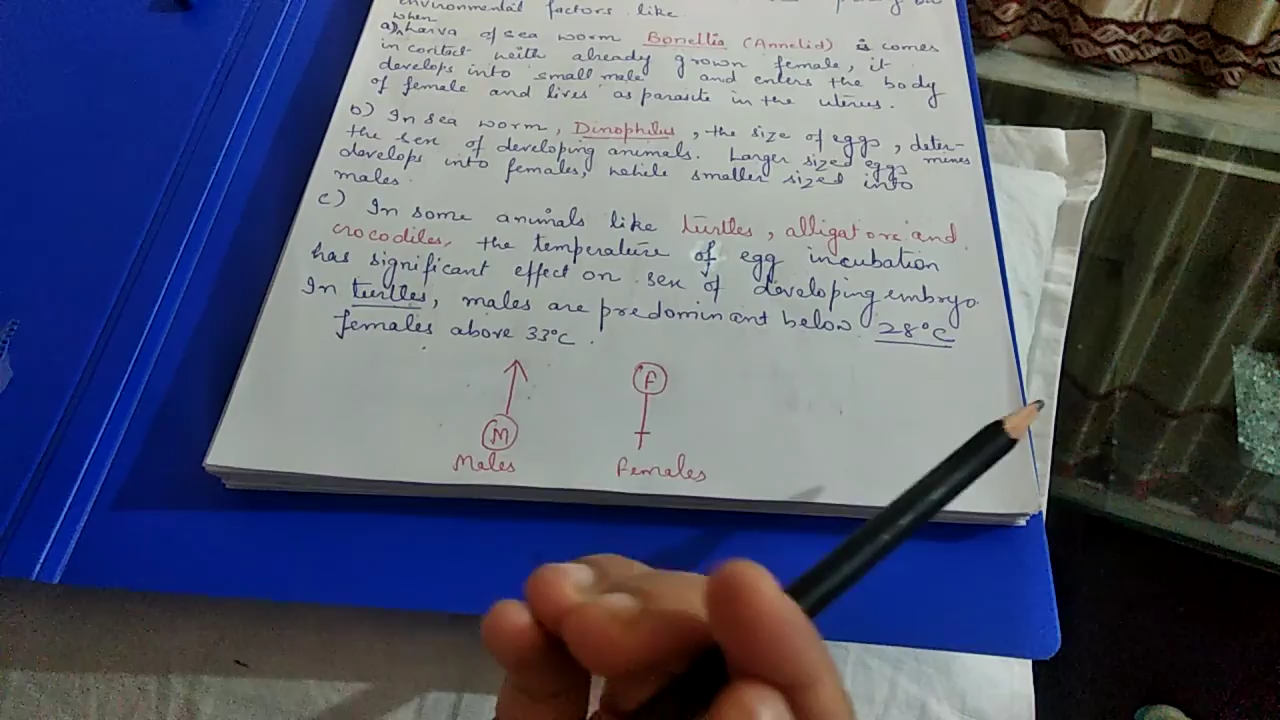 environmental factors like
when
a) Larva of sea worm Bonellia (Annelid) is comes
in contact with already grown female, it
develops into small male and enters the body
of female and lives as parasite in the uterus.
b) In sea worm, Dinophilus, the size of eggs, deter-
the sex of developing animals. Larger sized eggs mines
develops into females, while smaller sized into
males.
c) In some animals like turtles, alligators and
crocodiles, the temperature of egg incubation
has significant effect on sex of developing embryo.
In turtles, males are predominant below 28°C
females above 33°C.
M
F
Males
Females